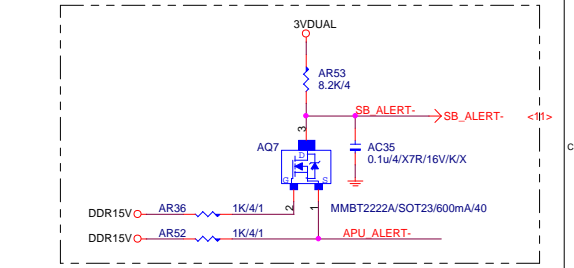 3VDUAL
AR53
8.2K/4
SB_ALERT-
SB_ALERT- <11>
3
AQ7
D
G
S
AC35
0.1u/4/X7R/16V/K/X
2
1
MMBT2222A/SOT23/600mA/40
DDR15V AR36 1K/4/1
DDR15V AR52 1K/4/1
APU_ALERT-
C